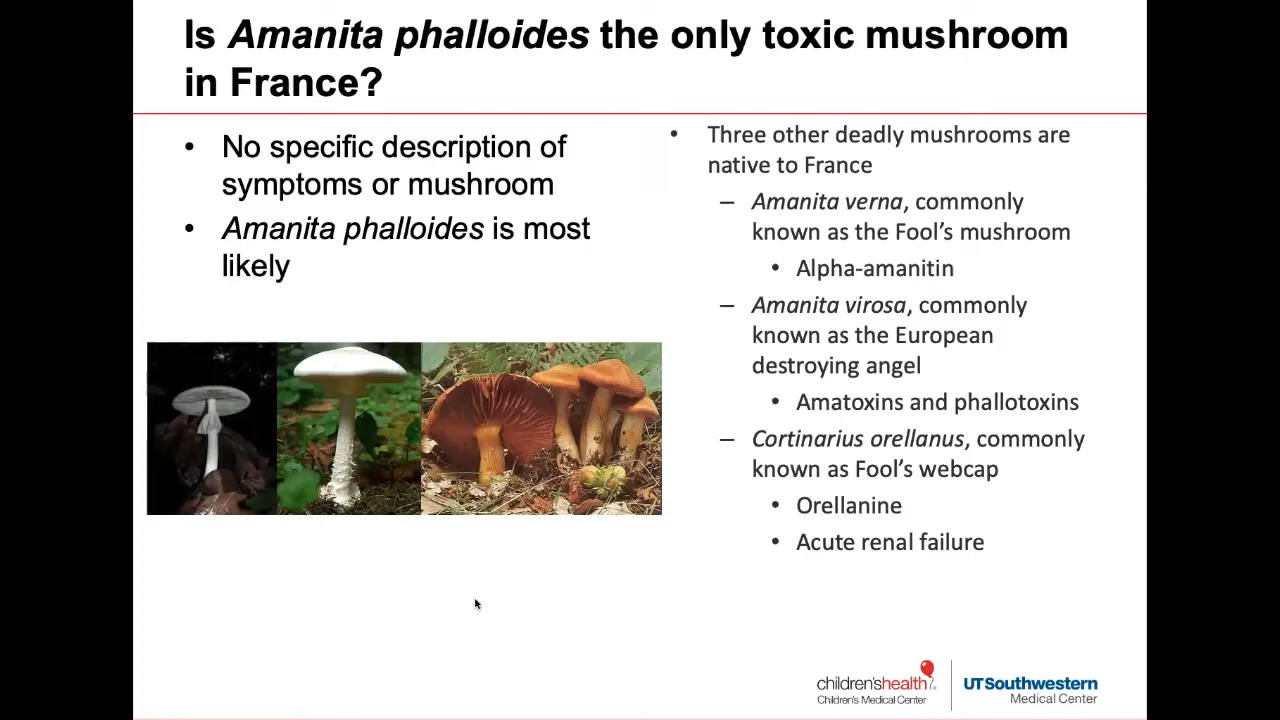 Is Amanita phalloides the only toxic mushroom
in France?
• No specific description of
symptoms or mushroom
• Amanita phalloides is most
likely
• Three other deadly mushrooms are
native to France
– Amanita verna, commonly
known as the Fool’s mushroom
• Alpha-amanitin
– Amanita virosa, commonly
known as the European
destroying angel
• Amatoxins and phallotoxins
– Cortinarius orellanus, commonly
known as Fool’s webcap
• Orellanine
• Acute renal failure
children'shealth
Children's Medical Center
UTSouthwestern
Medical Center